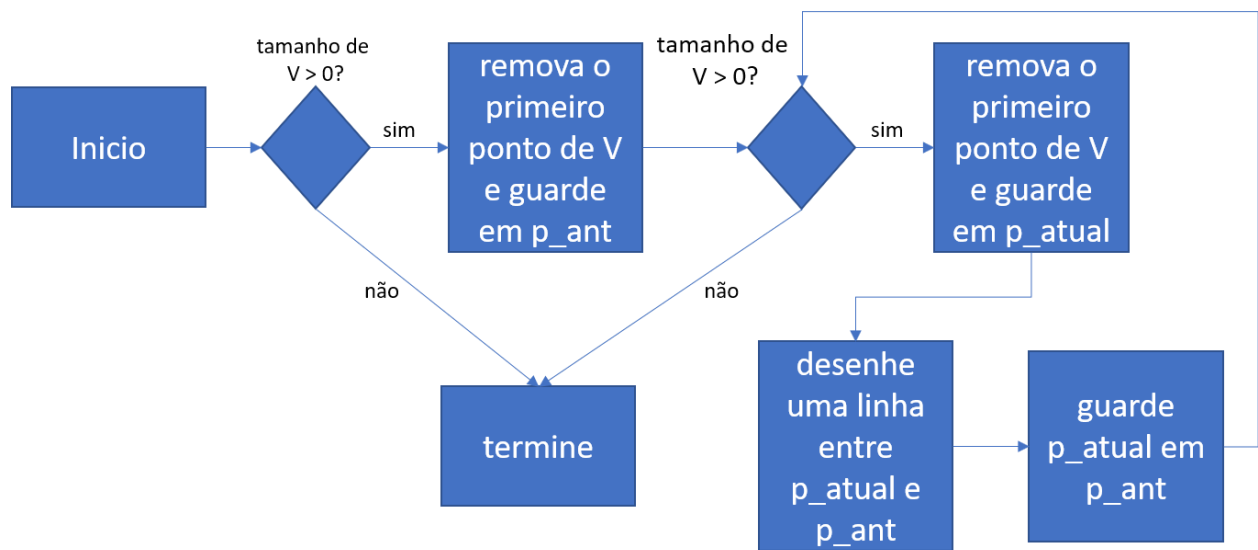 Inicio
tamanho de
V > 0?
sim
não
remova o
primeiro
ponto de V
e guarde
em p_ant
tamanho de
V > 0?
sim
não
remova o
primeiro
ponto de V
e guarde
em p_atual
desenhe
uma linha
entre
p_atual e
p_ant
guarde
p_atual em
p_ant
termine